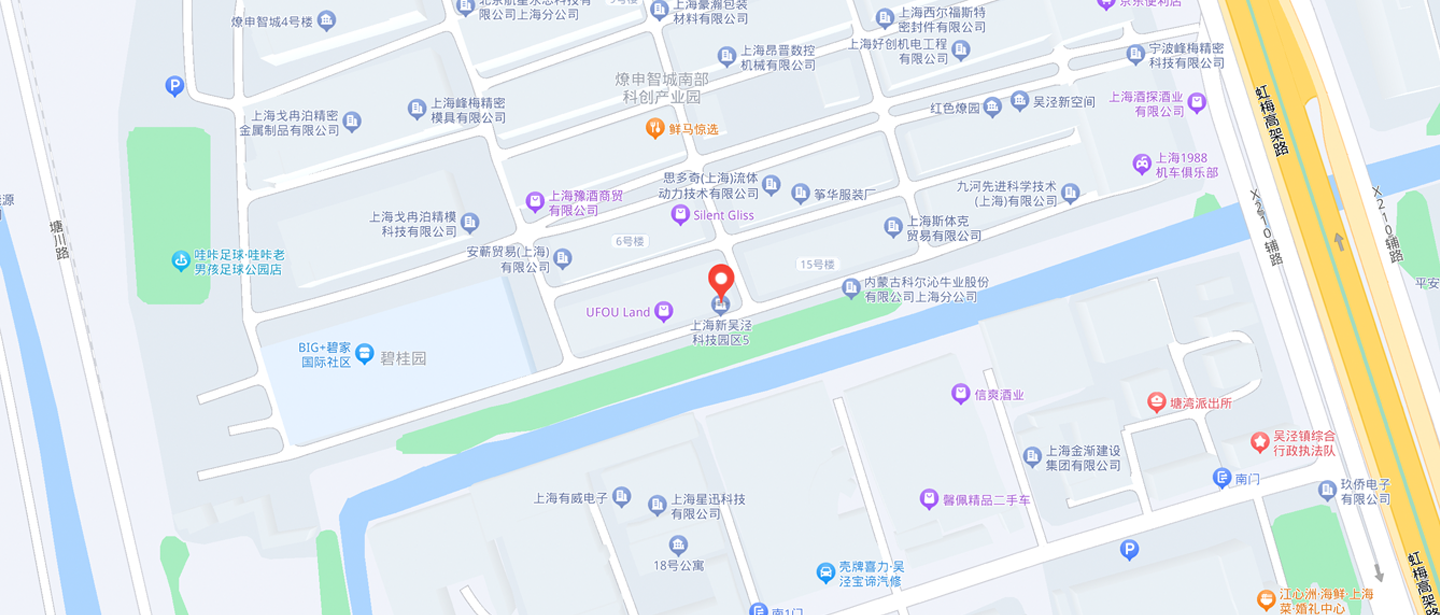 燎申智城4号楼
限公司上海分公司
上海豪瀚包装
材料有限公司
上海西尔福斯特
密封件有限公司
京东便利店
上海昂晋数控
机械有限公司
上海好创机电工程
有限公司
宁波峰梅精密
科技有限公司
燎申智城南部
科创产业园
上海戈冉泊精密
金属制品有限公司
上海峰梅精密
模具有限公司
红色燎园
吴泾新空间
上海酒探酒业
有限公司
虹梅高架路
鲜马惊选
上海1988
机车俱乐部
思多奇(上海)流体
动力技术有限公司
筝华服装厂
九河先进科学技术
(上海)有限公司
上海豫酒商贸
有限公司
Silent Gliss
上海戈冉泊精模
科技有限公司
上海斯体克
贸易有限公司
X210辅路
X210辅路
塘川路
6号楼
安蕲贸易(上海)
有限公司
15号楼
哇咔足球·哇咔老
男孩足球公园店
内蒙古科尔沁牛业股份
有限公司上海分公司
平安
UFOU Land
上海新吴泾
科技园区5
BIG+碧家
国际社区
碧桂园
信爽酒业
塘湾派出所
吴泾镇综合
行政执法队
上海金渐建设
集团有限公司
南门
玖侨电子
有限公司
上海有威电子
上海星迅科技
有限公司
馨佩精品二手车
18号公寓
壳牌喜力·吴
泾宝谛汽修
虹梅高架路
江心洲·海鲜·上海
菜·婚礼中心
南1门